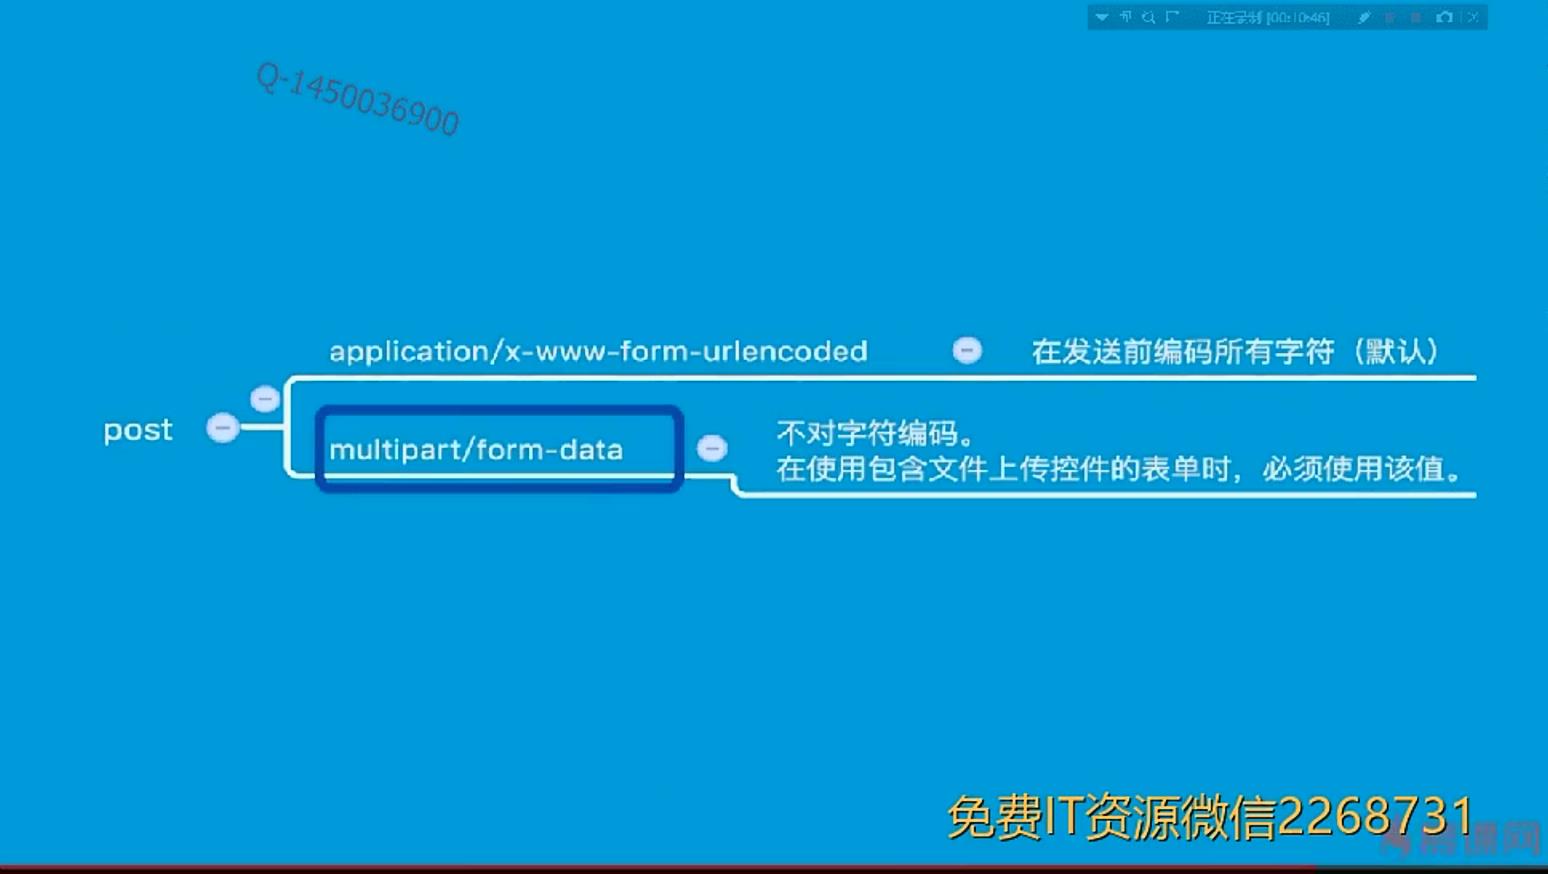 正在录制 [00:10:46]
Q-1450036900
application/x-www-form-urlencoded 在发送前编码所有字符（默认）
post
multipart/form-data
不对字符编码。
在使用包含文件上传控件的表单时，必须使用该值。
免费IT资源微信2268731
慕课网